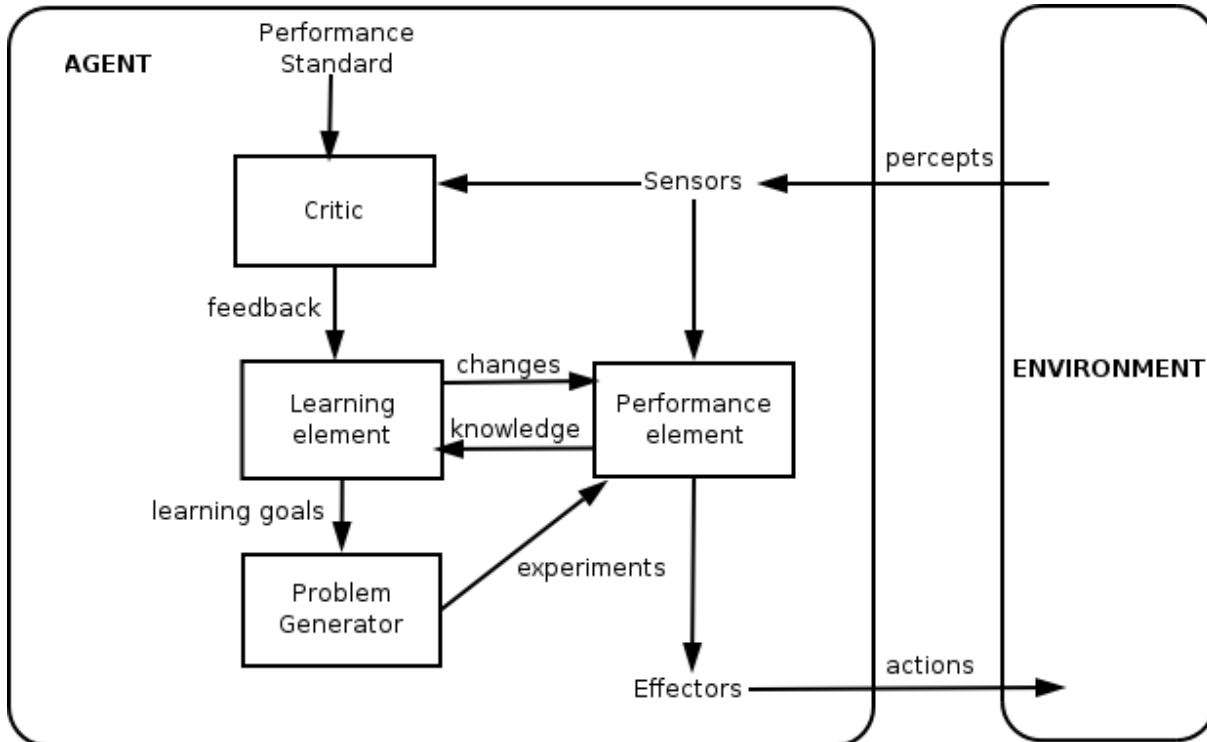 Performance
Standard
AGENT
percepts
Sensors
Critic
feedback
changes
ENVIRONMENT
Learning
element
Performance
element
knowledge
learning goals
experiments
Problem
Generator
actions
Effectors